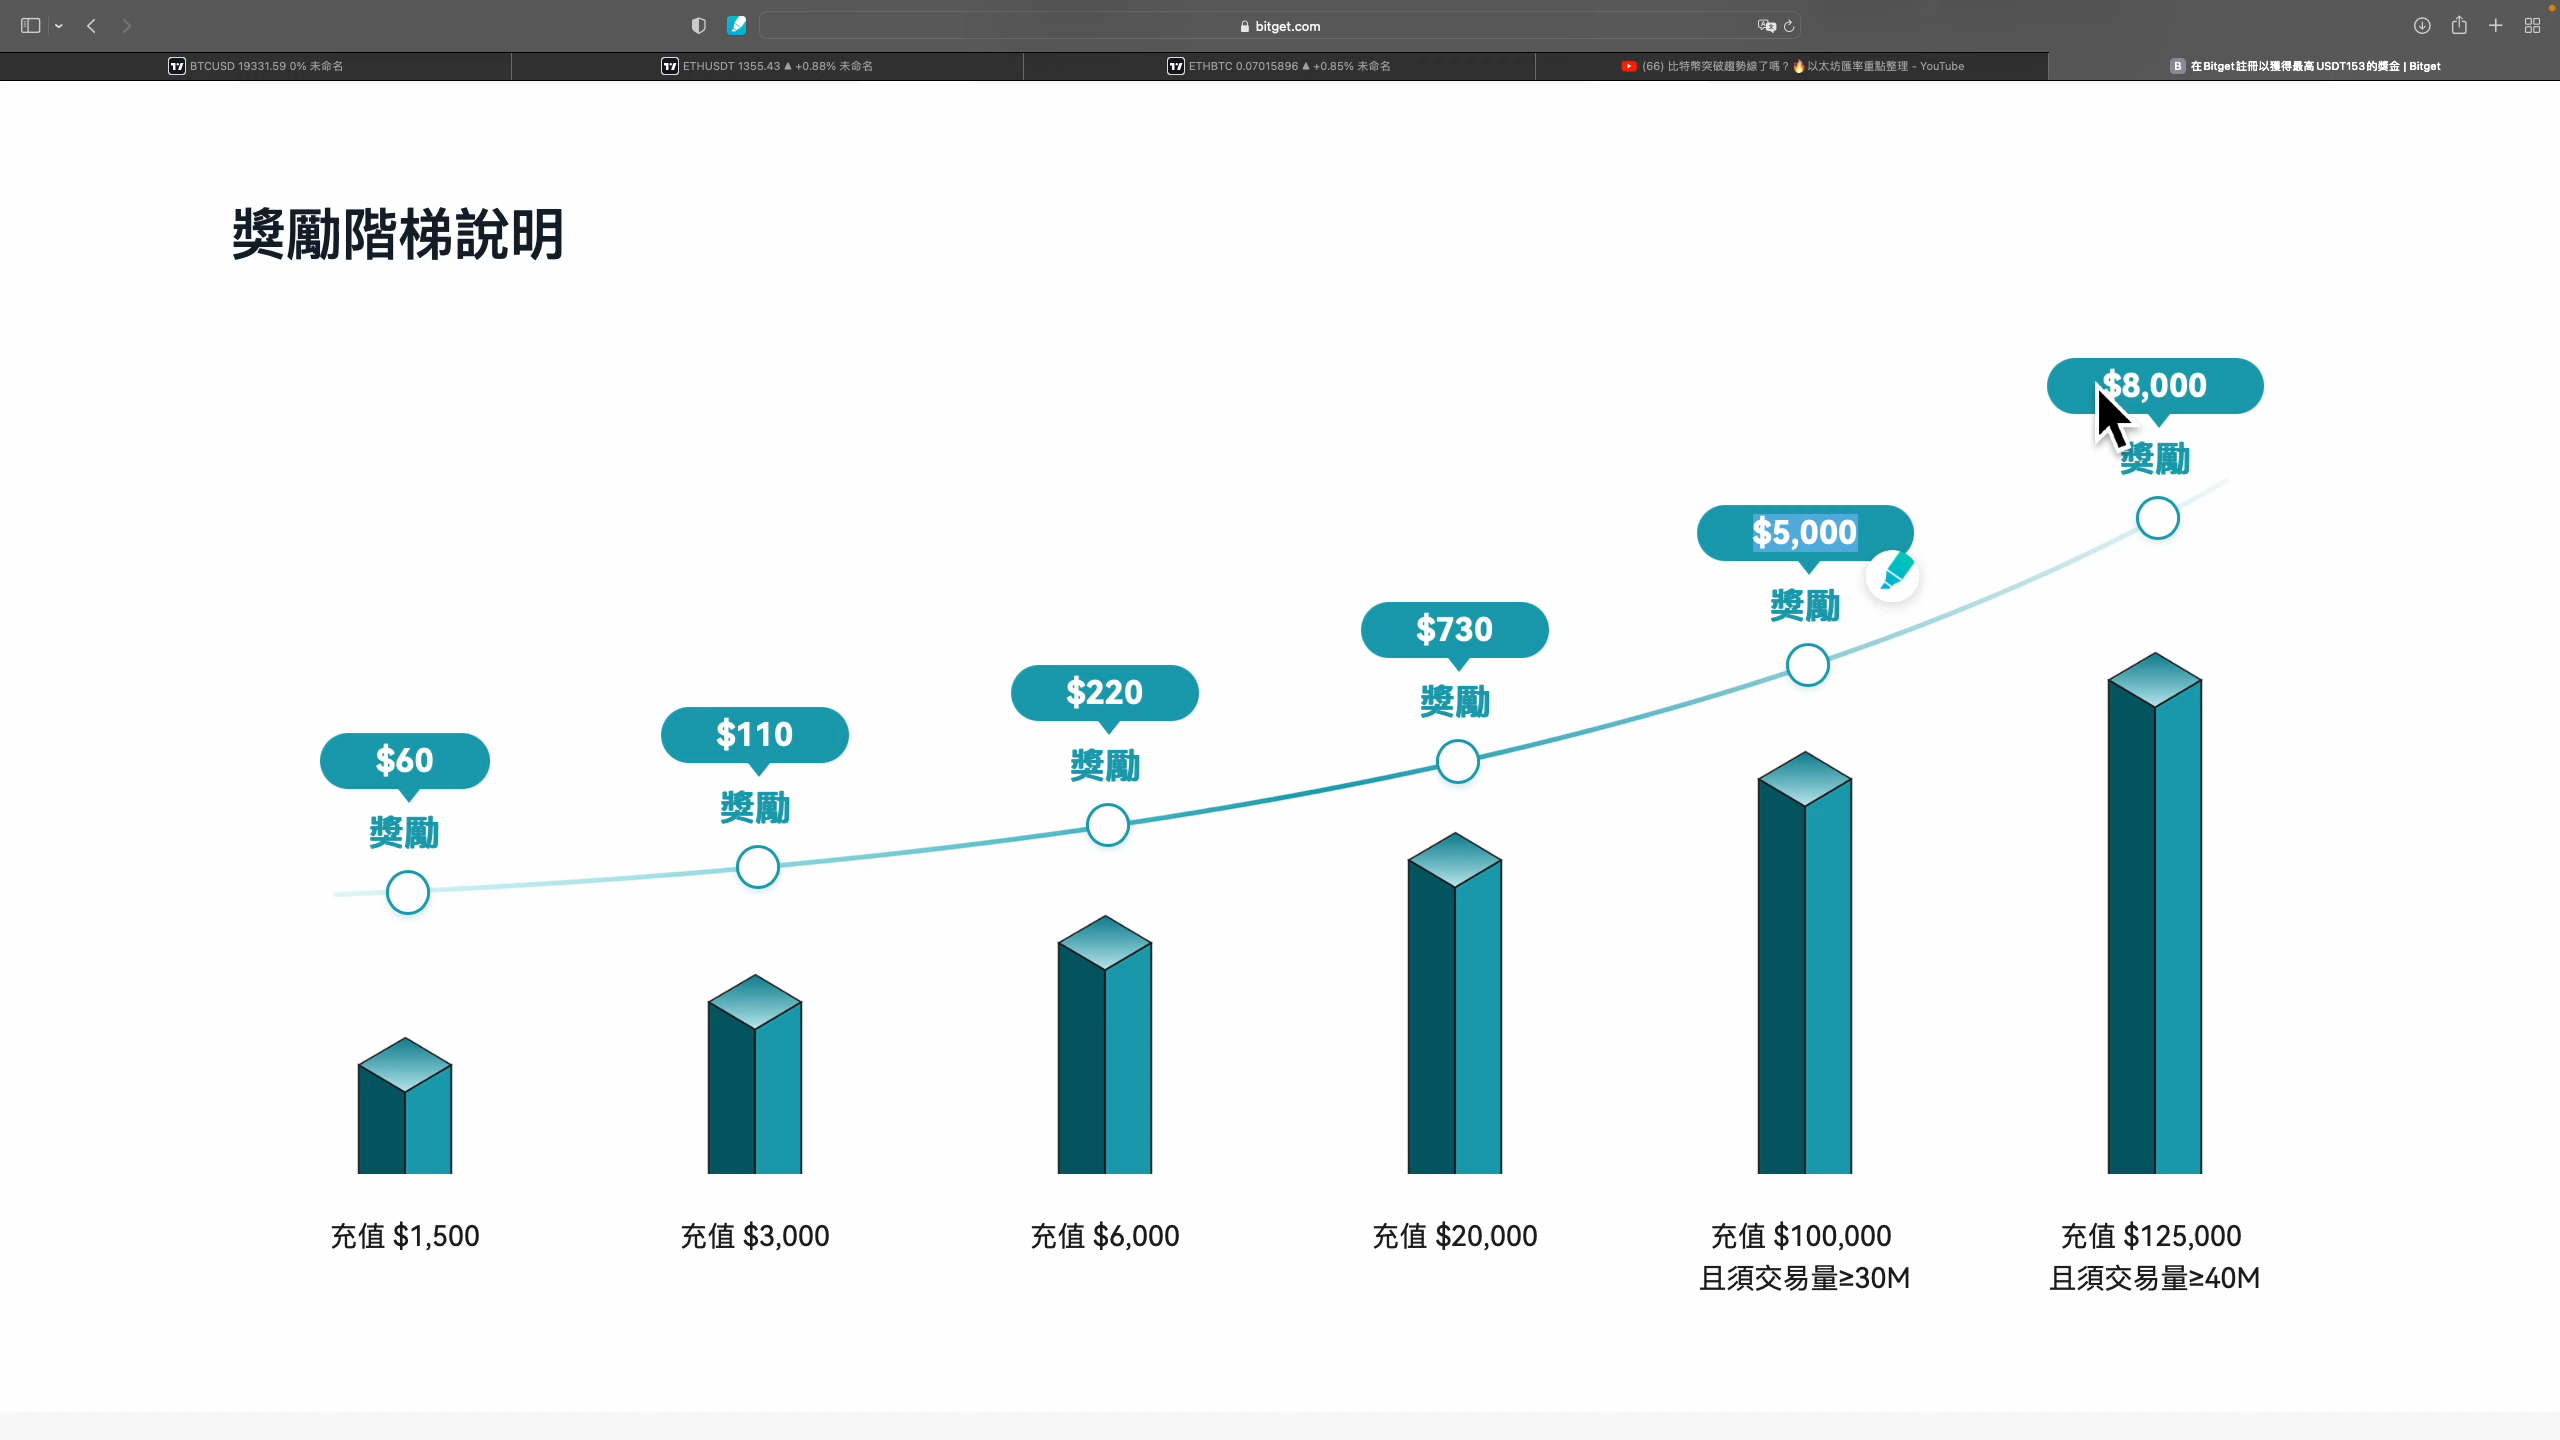 bitget.com
BTCUSD 19331.59 0% 未命名
ETHUSDT 1355.43 ▲ +0.88% 未命名
ETHBTC 0.07015896 ▲ +0.85% 未命名
(66) 比特幣突破趨勢線了嗎？🔥以太坊匯率重點整理 - YouTube
B 在Bitget註冊以獲得最高USDT153的獎金 | Bitget
獎勵階梯說明
$60
獎勵
$110
獎勵
$220
獎勵
$730
獎勵
$5,000
獎勵
$8,000
獎勵
充值 $1,500
充值 $3,000
充值 $6,000
充值 $20,000
充值 $100,000
且須交易量≥30M
充值 $125,000
且須交易量≥40M